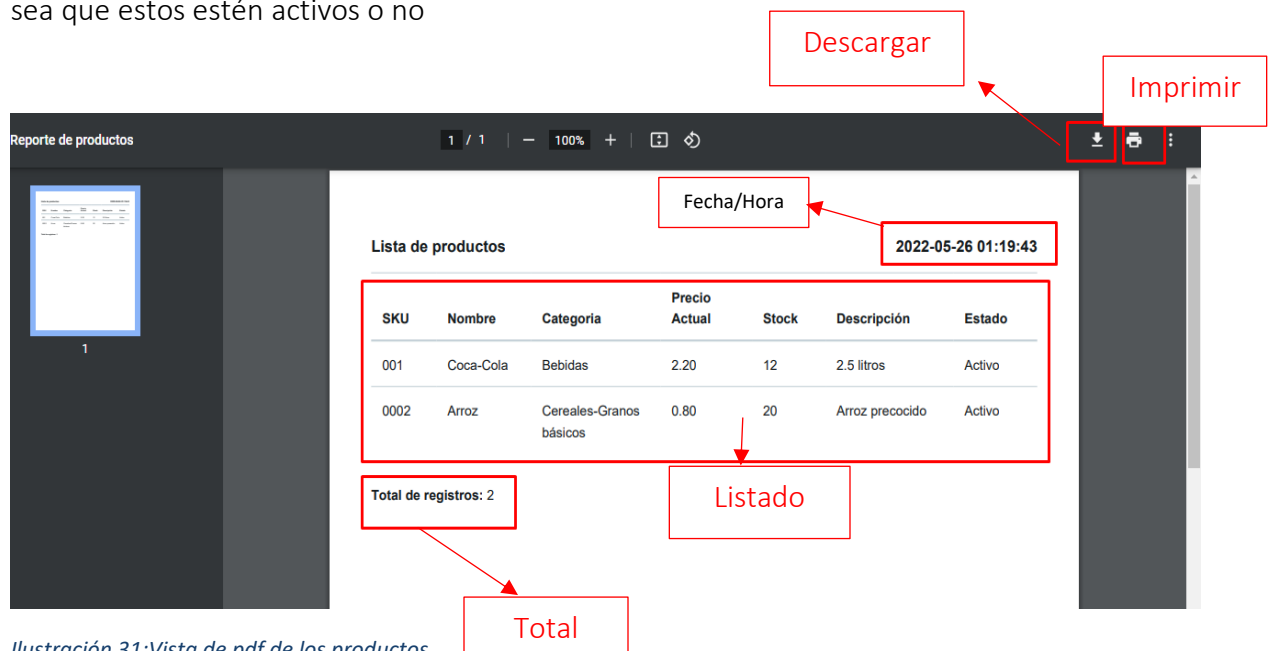 sea que estos estén activos o no
Descargar
Imprimir
Reporte de productos
1 / 1 | − 100% + |
Fecha/Hora
Lista de productos 2022-05-26 01:19:43
SKU Nombre Categoria Precio Actual Stock Descripción Estado
001 Coca-Cola Bebidas 2.20 12 2.5 litros Activo
0002 Arroz Cereales-Granos básicos 0.80 20 Arroz precocido Activo
1
Total de registros: 2
Listado
Total
Ilustración 31:Vista de pdf de los productos